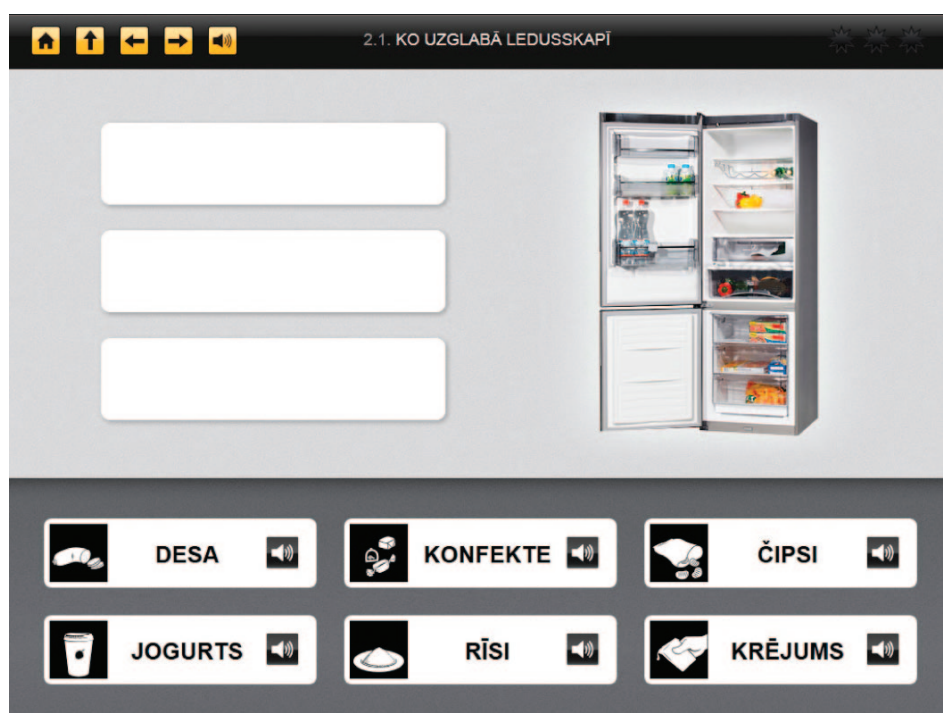 2.1. KO UZGLABĀ LEDUSSKAPĪ
DESA
KONFEKTE
ČIPSI
JOGURTS
RĪSI
KRĒJUMS